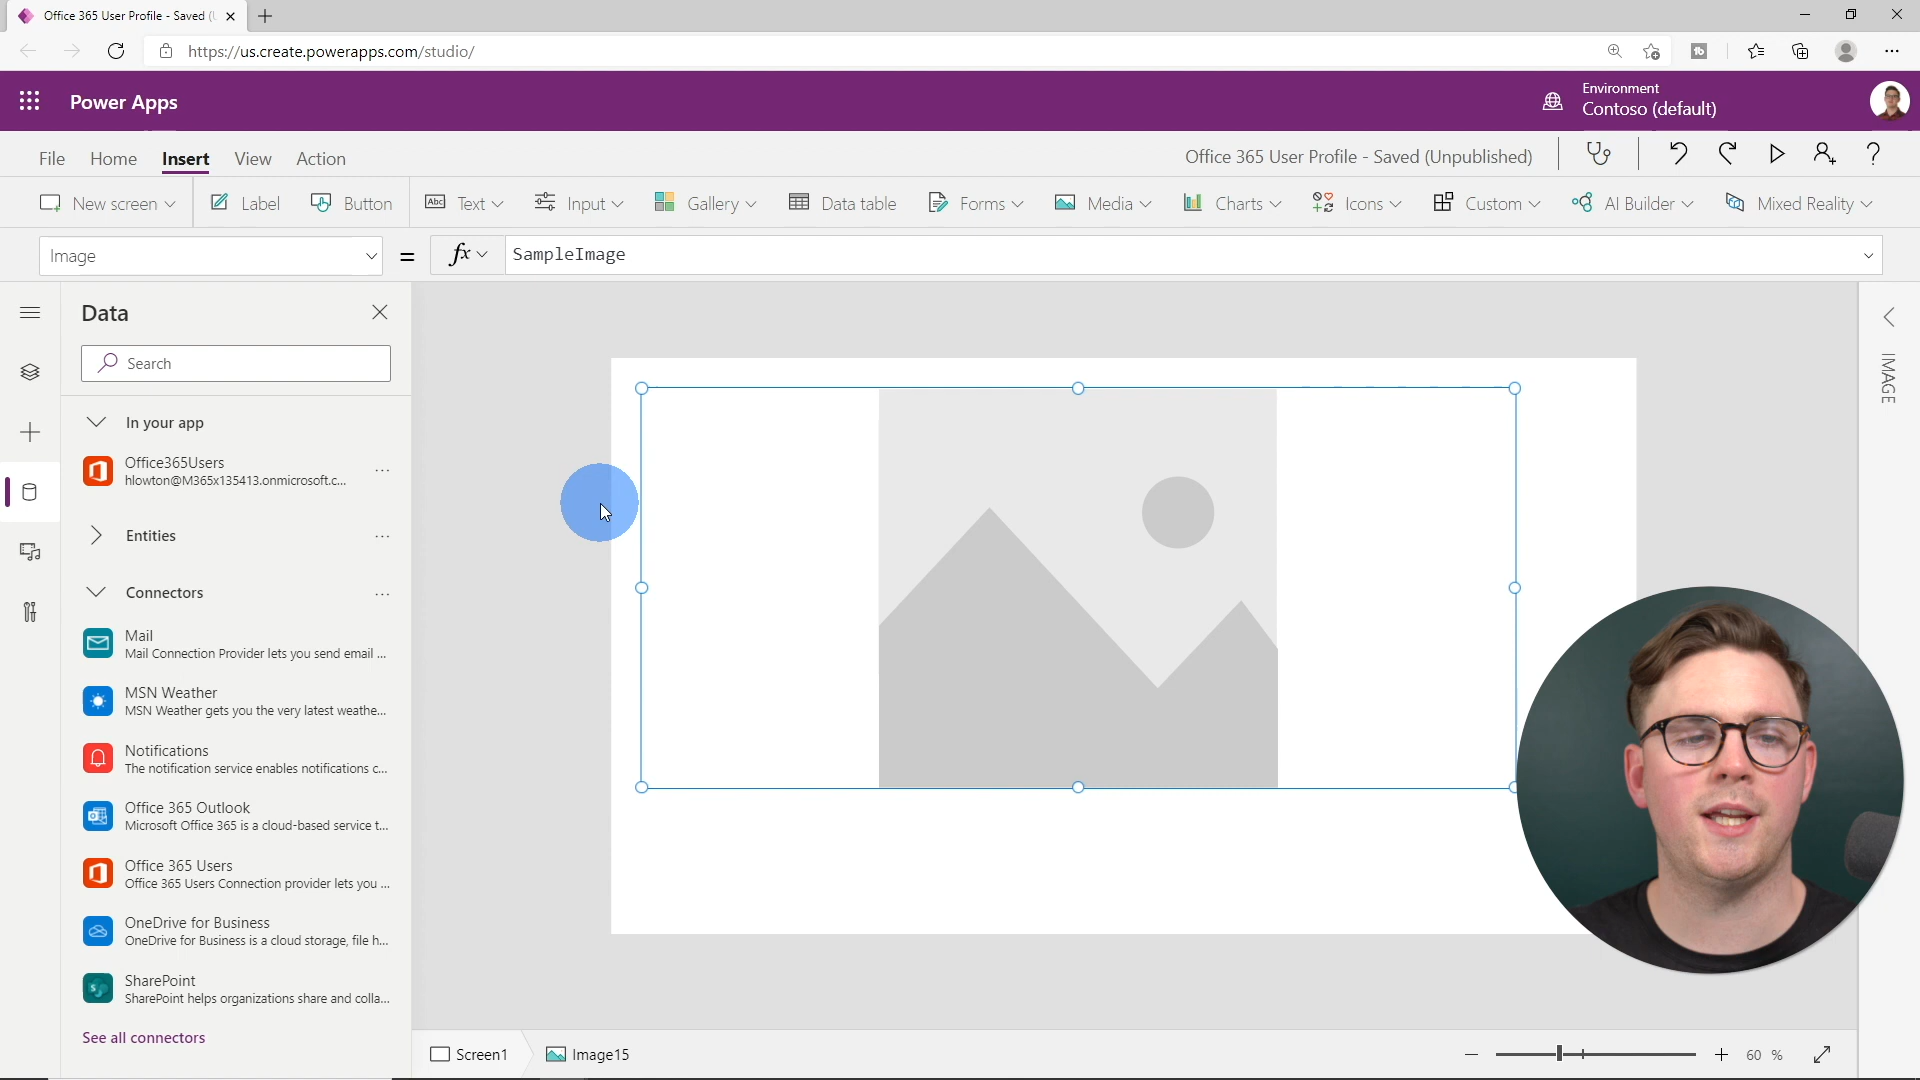 Office 365 User Profile - Saved (
https://us.create.powerapps.com/studio/
Power Apps
Environment
Contoso (default)
File Home Insert View Action
Office 365 User Profile - Saved (Unpublished)
New screen Label Button Text Input Gallery Data table Forms Media Charts Icons Custom AI Builder Mixed Reality
Abc
Image = fx SampleImage
Data
Search
In your app
Office365Users
hlowton@M365x135413.onmicrosoft.c...
Entities
Connectors
Mail
Mail Connection Provider lets you send email ...
MSN Weather
MSN Weather gets you the very latest weathe...
Notifications
The notification service enables notifications c...
Office 365 Outlook
Microsoft Office 365 is a cloud-based service t...
Office 365 Users
Office 365 Users Connection provider lets you ...
OneDrive for Business
OneDrive for Business is a cloud storage, file h...
SharePoint
SharePoint helps organizations share and colla...
See all connectors
IMAGE
Screen1 Image15
60 %